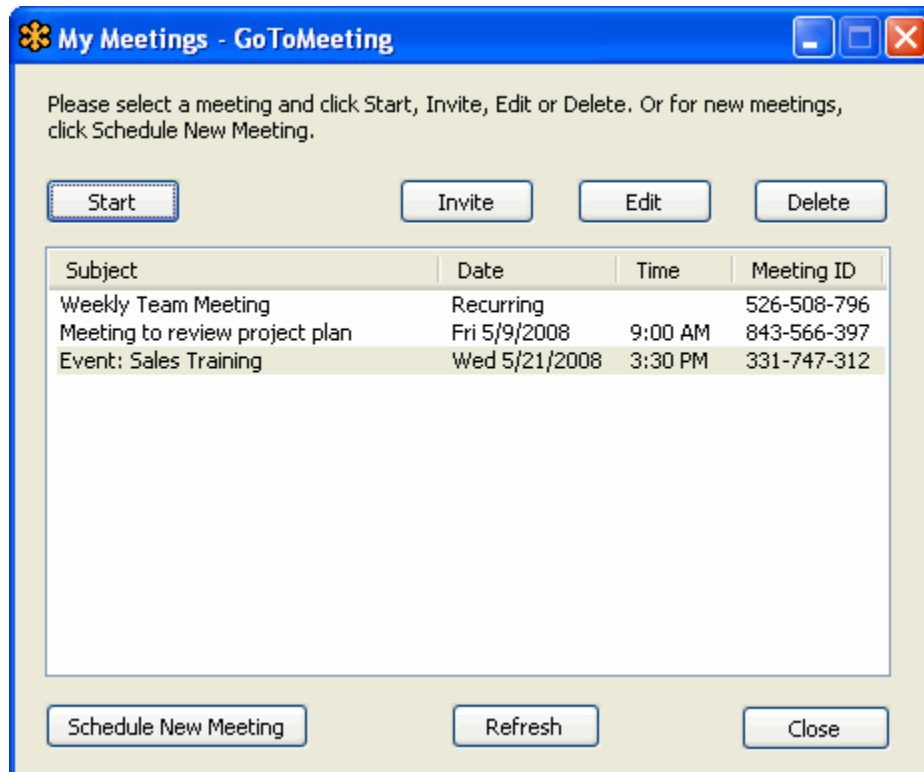 My Meetings - GoToMeeting
Please select a meeting and click Start, Invite, Edit or Delete. Or for new meetings,
click Schedule New Meeting.
Start Invite Edit Delete
Subject Date Time Meeting ID
Weekly Team Meeting Recurring 526-508-796
Meeting to review project plan Fri 5/9/2008 9:00 AM 843-566-397
Event: Sales Training Wed 5/21/2008 3:30 PM 331-747-312
Schedule New Meeting Refresh Close